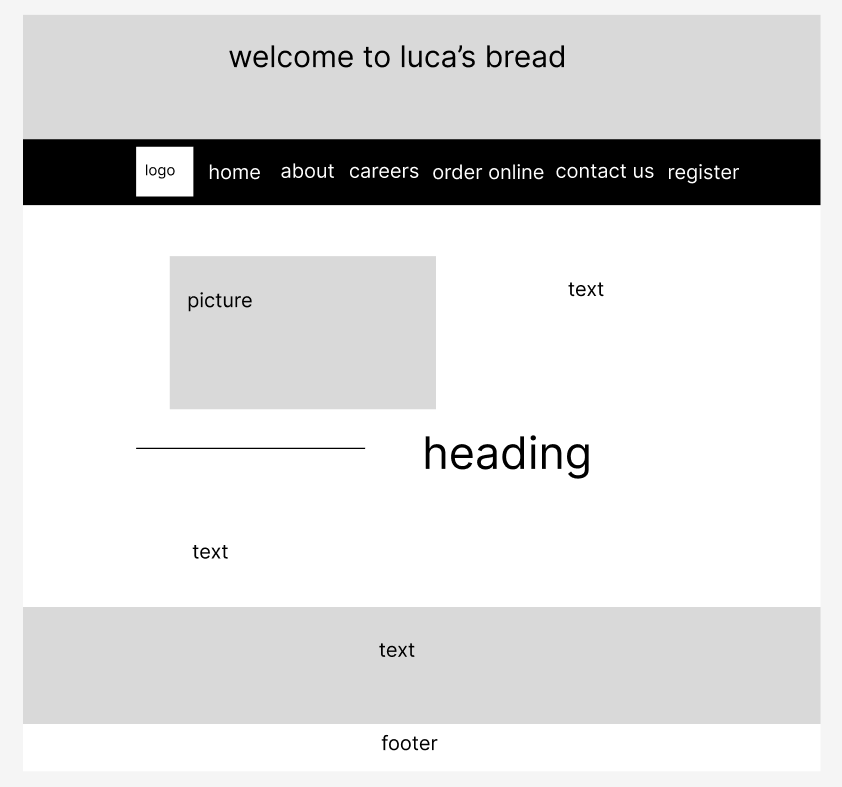 welcome to luca’s bread
logo home about careers order online contact us register
picture
text
heading
text
text
footer